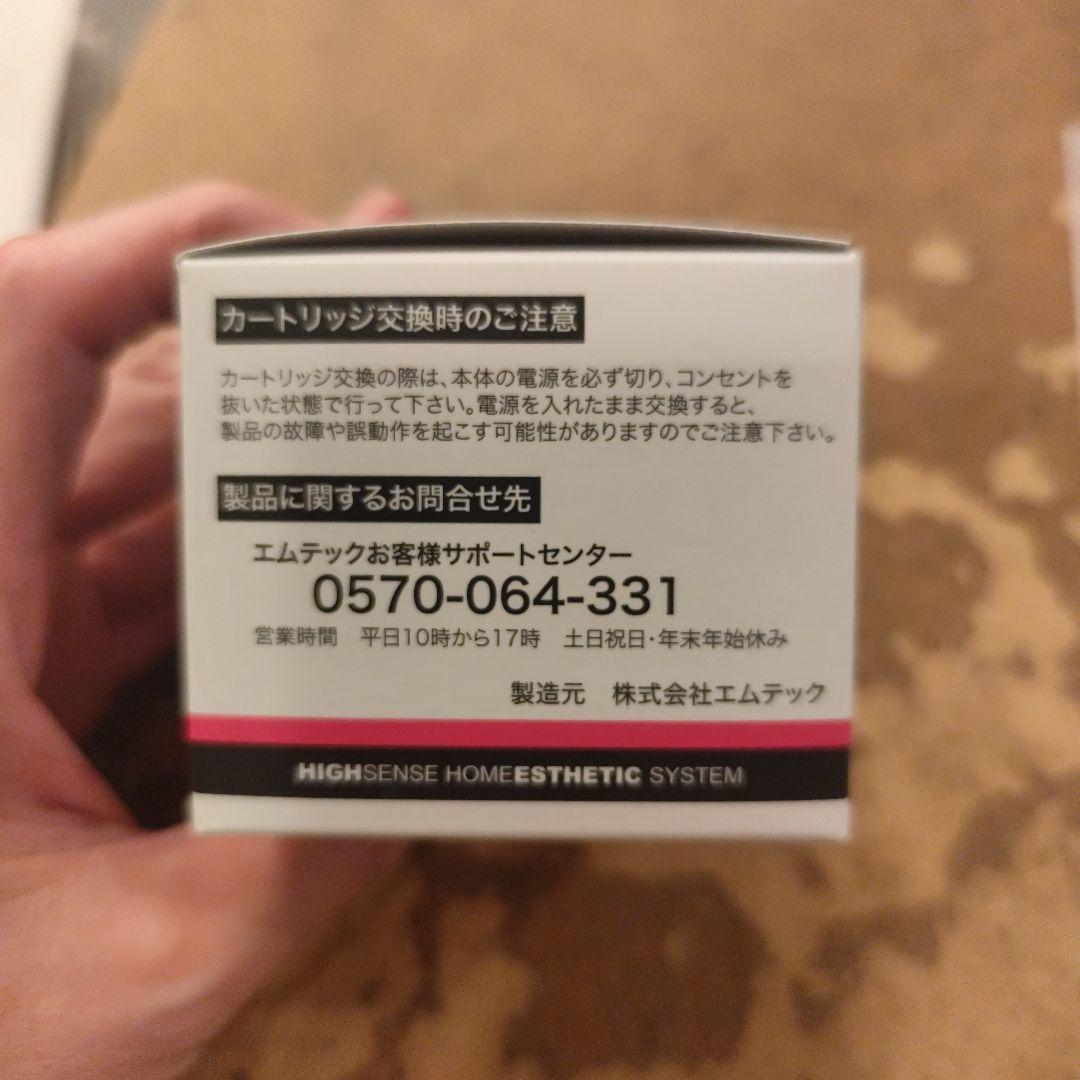 カートリッジ交換時のご注意
カートリッジ交換の際は、本体の電源を必ず切り、コンセントを
抜いた状態で行って下さい。電源を入れたまま交換すると、
製品の故障や誤動作を起こす可能性がありますのでご注意下さい。
製品に関するお問合せ先
エムテックお客様サポートセンター
0570-064-331
営業時間　平日10時から17時　土日祝日・年末年始休み
製造元　株式会社エムテック
HIGHSENSE HOMEESTHETIC SYSTEM